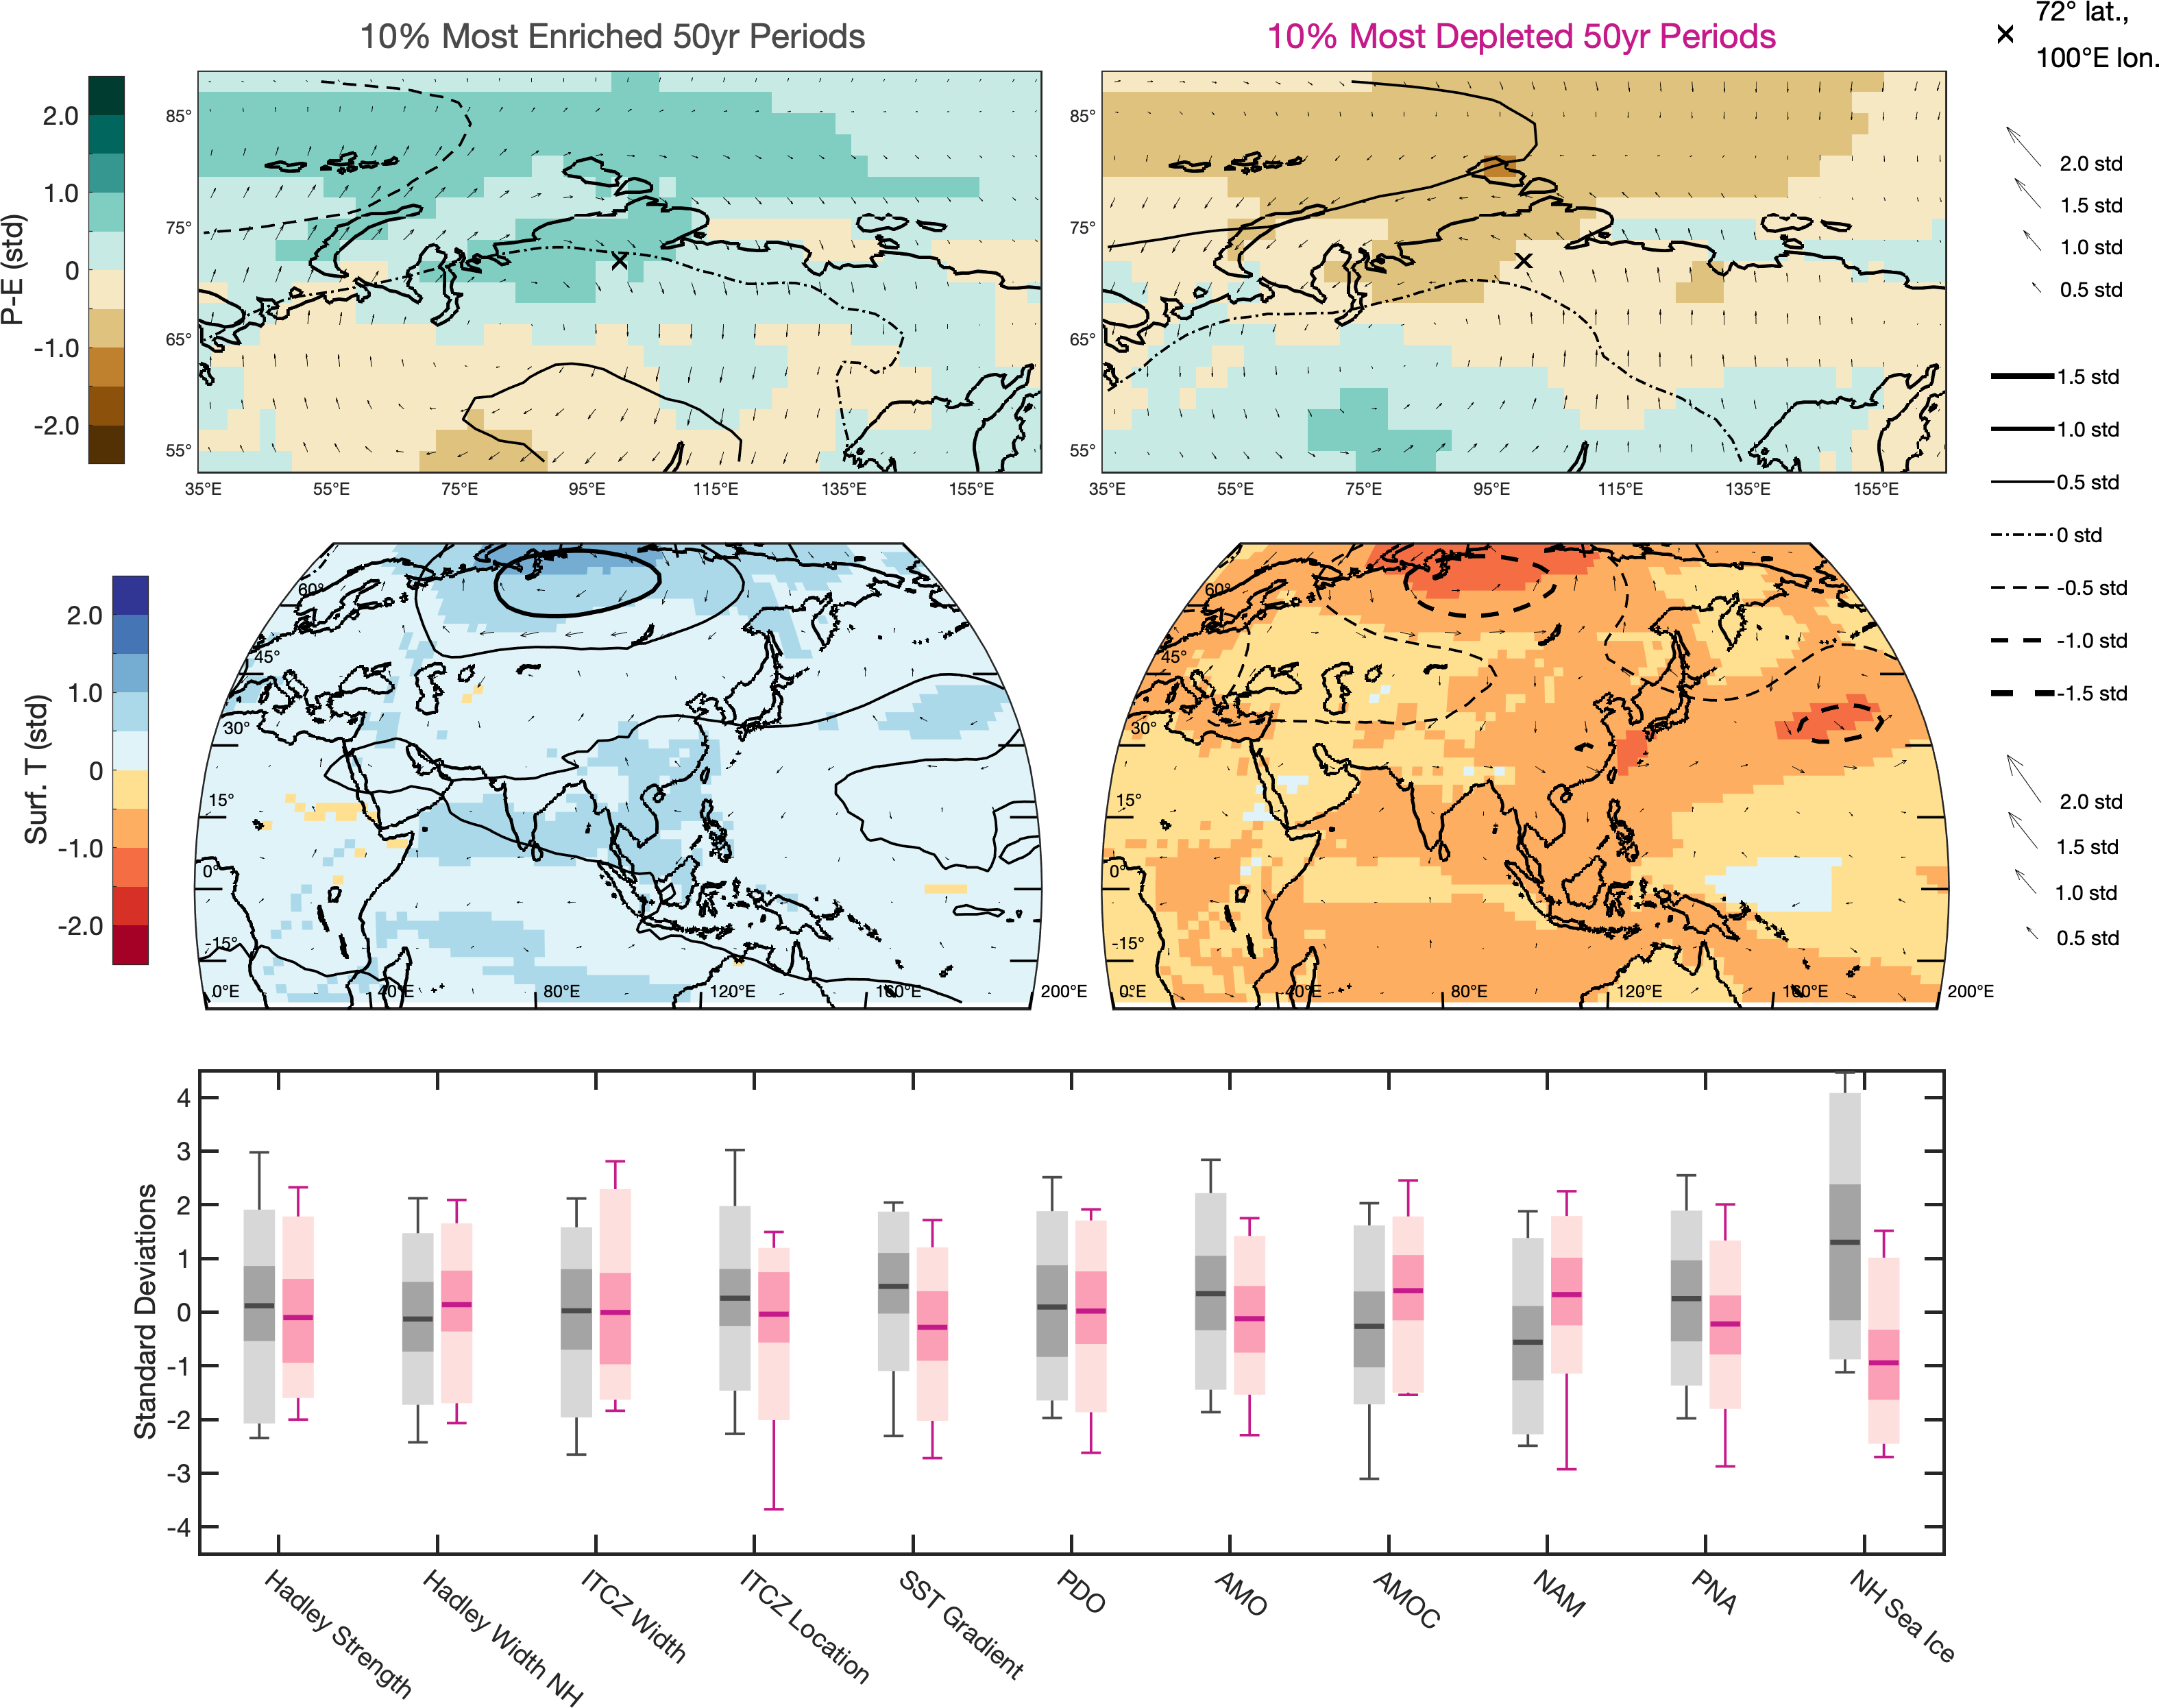 10% Most Enriched 50yr Periods
10% Most Depleted 50yr Periods
72° lat.,
100°E lon.
P-E (std)
2.0
1.0
0
-1.0
-2.0
85°
75°
65°
55°
35°E 55°E 75°E 95°E 115°E 135°E 155°E
85°
75°
65°
55°
35°E 55°E 75°E 95°E 115°E 135°E 155°E
2.0 std
1.5 std
1.0 std
0.5 std
1.5 std
1.0 std
0.5 std
0 std
-0.5 std
-1.0 std
-1.5 std
Surf. T (std)
2.0
1.0
0
-1.0
-2.0
60°
45°
30°
15°
0°
-15°
0°E 40°E 80°E 120°E 160°E 200°E
60°
45°
30°
15°
0°
-15°
0°E 40°E 80°E 120°E 160°E 200°E
2.0 std
1.5 std
1.0 std
0.5 std
Standard Deviations
4
3
2
1
0
-1
-2
-3
-4
Hadley Strength
Hadley Width NH
ITCZ Width
ITCZ Location
SST Gradient
PDO
AMO
AMOC
NAM
PNA
NH Sea Ice